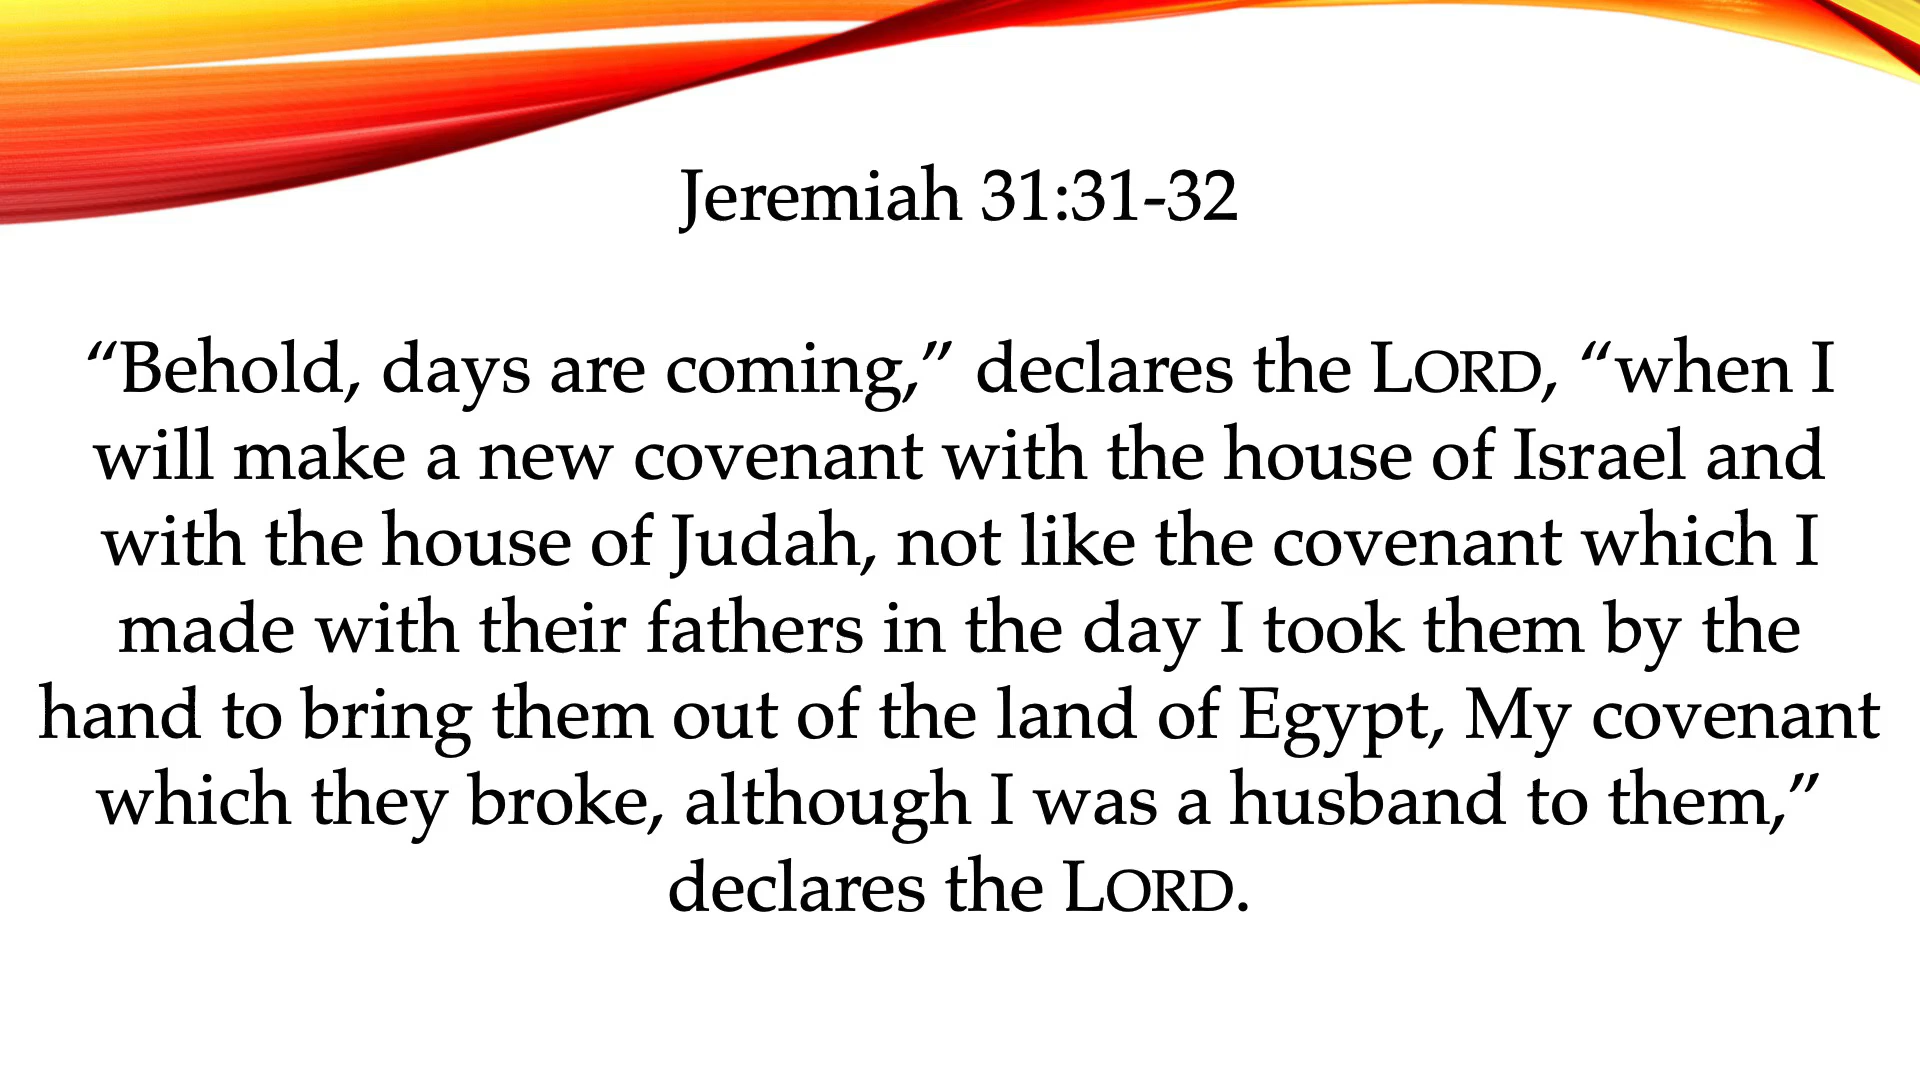 Jeremiah 31:31-32
“Behold, days are coming,” declares the LORD, “when I
will make a new covenant with the house of Israel and
with the house of Judah, not like the covenant which I
made with their fathers in the day I took them by the
hand to bring them out of the land of Egypt, My covenant
which they broke, although I was a husband to them,”
declares the LORD.